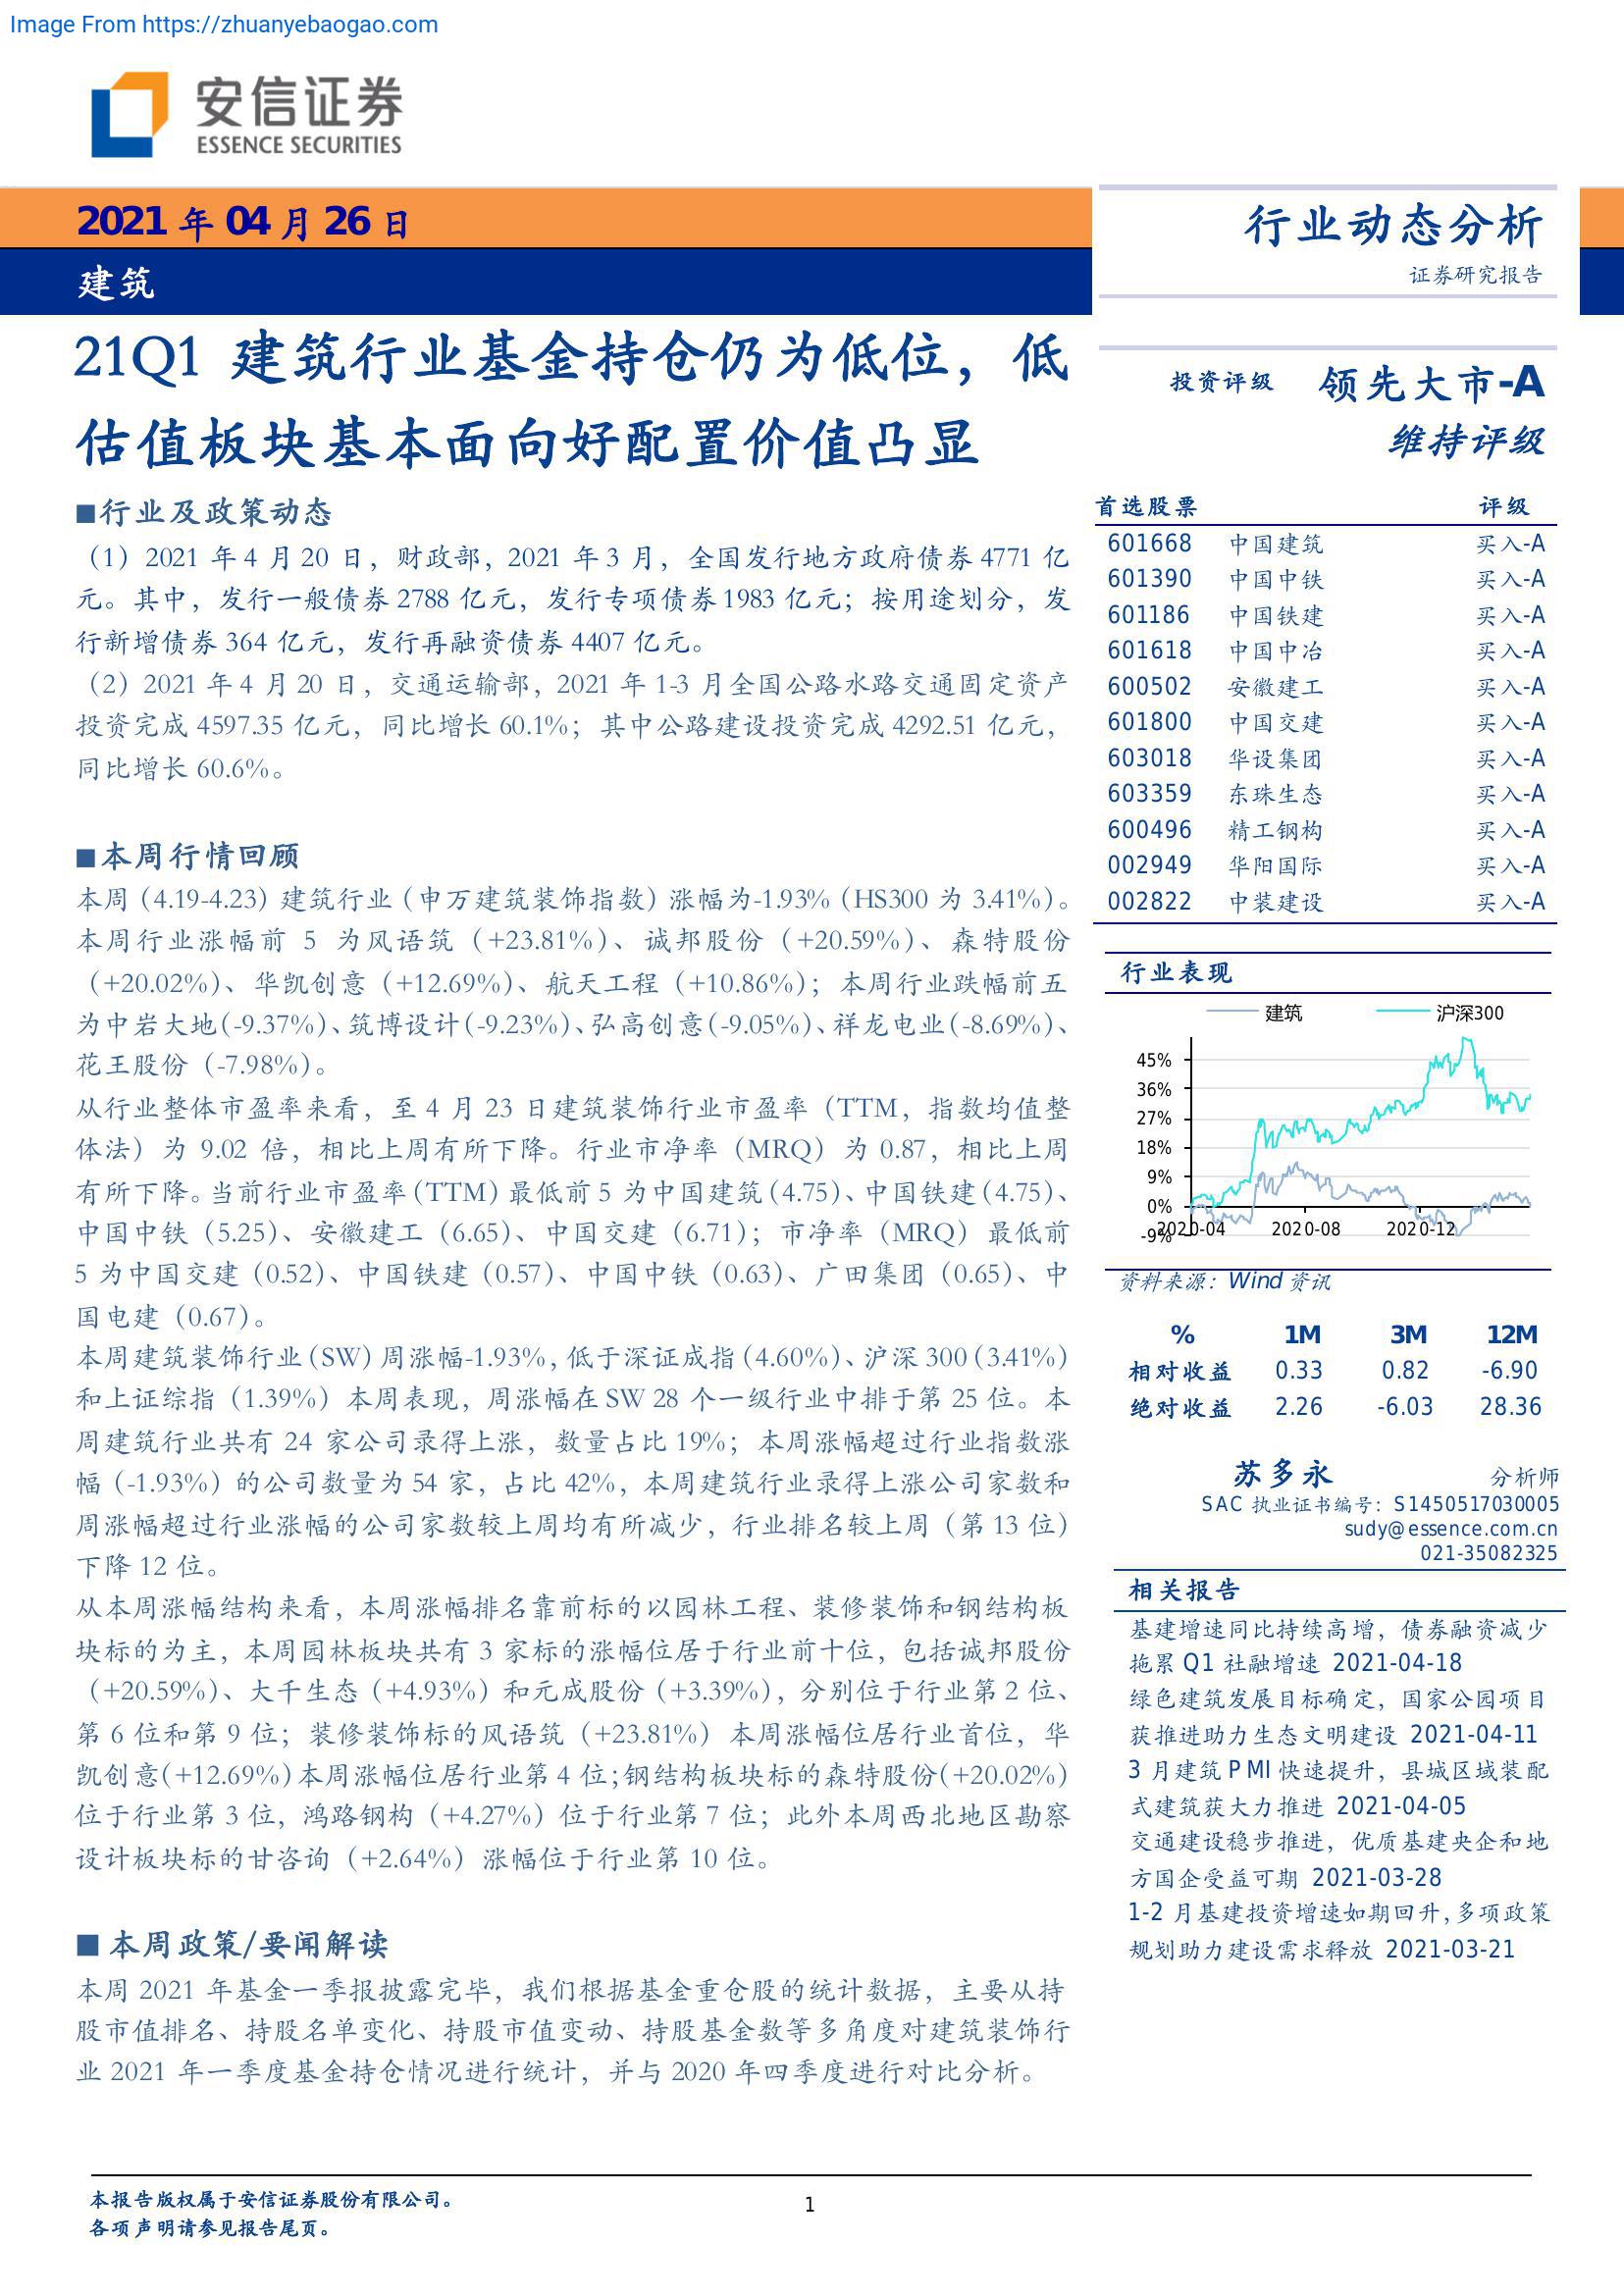 Image From https://zhuanyebaogao.com
安信证券
ESSENCE SECURITIES
2021 年 04 月 26 日
建筑
行业动态分析
证券研究报告
21Q1 建筑行业基金持仓仍为低位，低
估值板块基本面向好配置价值凸显
■行业及政策动态
（1）2021 年 4 月 20 日，财政部，2021 年 3 月，全国发行地方政府债券 4771 亿
元。其中，发行一般债券 2788 亿元，发行专项债券 1983 亿元；按用途划分，发
行新增债券 364 亿元，发行再融资债券 4407 亿元。
（2）2021 年 4 月 20 日，交通运输部，2021 年 1-3 月全国公路水路交通固定资产
投资完成 4597.35 亿元，同比增长 60.1%；其中公路建设投资完成 4292.51 亿元，
同比增长 60.6%。
■本周行情回顾
本周（4.19-4.23）建筑行业（申万建筑装饰指数）涨幅为-1.93%（HS300 为 3.41%）。
本周行业涨幅前 5 为风语筑（+23.81%）、诚邦股份（+20.59%）、森特股份
（+20.02%）、华凯创意（+12.69%）、航天工程（+10.86%）；本周行业跌幅前五
为中岩大地(-9.37%)、筑博设计(-9.23%)、弘高创意(-9.05%)、祥龙电业(-8.69%)、
花王股份（-7.98%）。
从行业整体市盈率来看，至 4 月 23 日建筑装饰行业市盈率（TTM，指数均值整
体法）为 9.02 倍，相比上周有所下降。行业市净率（MRQ）为 0.87，相比上周
有所下降。当前行业市盈率（TTM）最低前 5 为中国建筑（4.75）、中国铁建（4.75）、
中国中铁（5.25）、安徽建工（6.65）、中国交建（6.71）；市净率（MRQ）最低前
5 为中国交建（0.52）、中国铁建（0.57）、中国中铁（0.63）、广田集团（0.65）、中
国电建（0.67）。
本周建筑装饰行业（SW）周涨幅-1.93%，低于深证成指（4.60%）、沪深 300（3.41%）
和上证综指（1.39%）本周表现，周涨幅在 SW 28 个一级行业中排于第 25 位。本
周建筑行业共有 24 家公司录得上涨，数量占比 19%；本周涨幅超过行业指数涨
幅（-1.93%）的公司数量为 54 家，占比 42%，本周建筑行业录得上涨公司家数和
周涨幅超过行业涨幅的公司家数较上周均有所减少，行业排名较上周（第 13 位）
下降 12 位。
从本周涨幅结构来看，本周涨幅排名靠前标的以园林工程、装修装饰和钢结构板
块标的为主，本周园林板块共有 3 家标的涨幅位居于行业前十位，包括诚邦股份
（+20.59%）、大千生态（+4.93%）和元成股份（+3.39%），分别位于行业第 2 位、
第 6 位和第 9 位；装修装饰标的风语筑（+23.81%）本周涨幅位居行业首位，华
凯创意(+12.69%)本周涨幅位居行业第 4 位;钢结构板块标的森特股份(+20.02%)
位于行业第 3 位，鸿路钢构（+4.27%）位于行业第 7 位；此外本周西北地区勘察
设计板块标的甘咨询（+2.64%）涨幅位于行业第 10 位。
■ 本周政策/要闻解读
本周 2021 年基金一季报披露完毕，我们根据基金重仓股的统计数据，主要从持
股市值排名、持股名单变化、持股市值变动、持股基金数等多角度对建筑装饰行
业 2021 年一季度基金持仓情况进行统计，并与 2020 年四季度进行对比分析。
投资评级 领先大市-A
维持评级
首选股票 评级
601668 中国建筑 买入-A
601390 中国中铁 买入-A
601186 中国铁建 买入-A
601618 中国中冶 买入-A
600502 安徽建工 买入-A
601800 中国交建 买入-A
603018 华设集团 买入-A
603359 东珠生态 买入-A
600496 精工钢构 买入-A
002949 华阳国际 买入-A
002822 中装建设 买入-A
行业表现
建筑 沪深300
45%
36%
27%
18%
9%
0%
-9%
2020-04 2020-08 2020-12
资料来源：Wind 资讯
% 1M 3M 12M
相对收益 0.33 0.82 -6.90
绝对收益 2.26 -6.03 28.36
苏多永 分析师
SAC 执业证书编号：S1450517030005
sudy@essence.com.cn
021-35082325
相关报告
基建增速同比持续高增，债券融资减少
拖累 Q1 社融增速 2021-04-18
绿色建筑发展目标确定，国家公园项目
获推进助力生态文明建设 2021-04-11
3 月建筑 PMI 快速提升，县城区域装配
式建筑获大力推进 2021-04-05
交通建设稳步推进，优质基建央企和地
方国企受益可期 2021-03-28
1-2 月基建投资增速如期回升,多项政策
规划助力建设需求释放 2021-03-21
本报告版权属于安信证券股份有限公司。
各项声明请参见报告尾页。
1